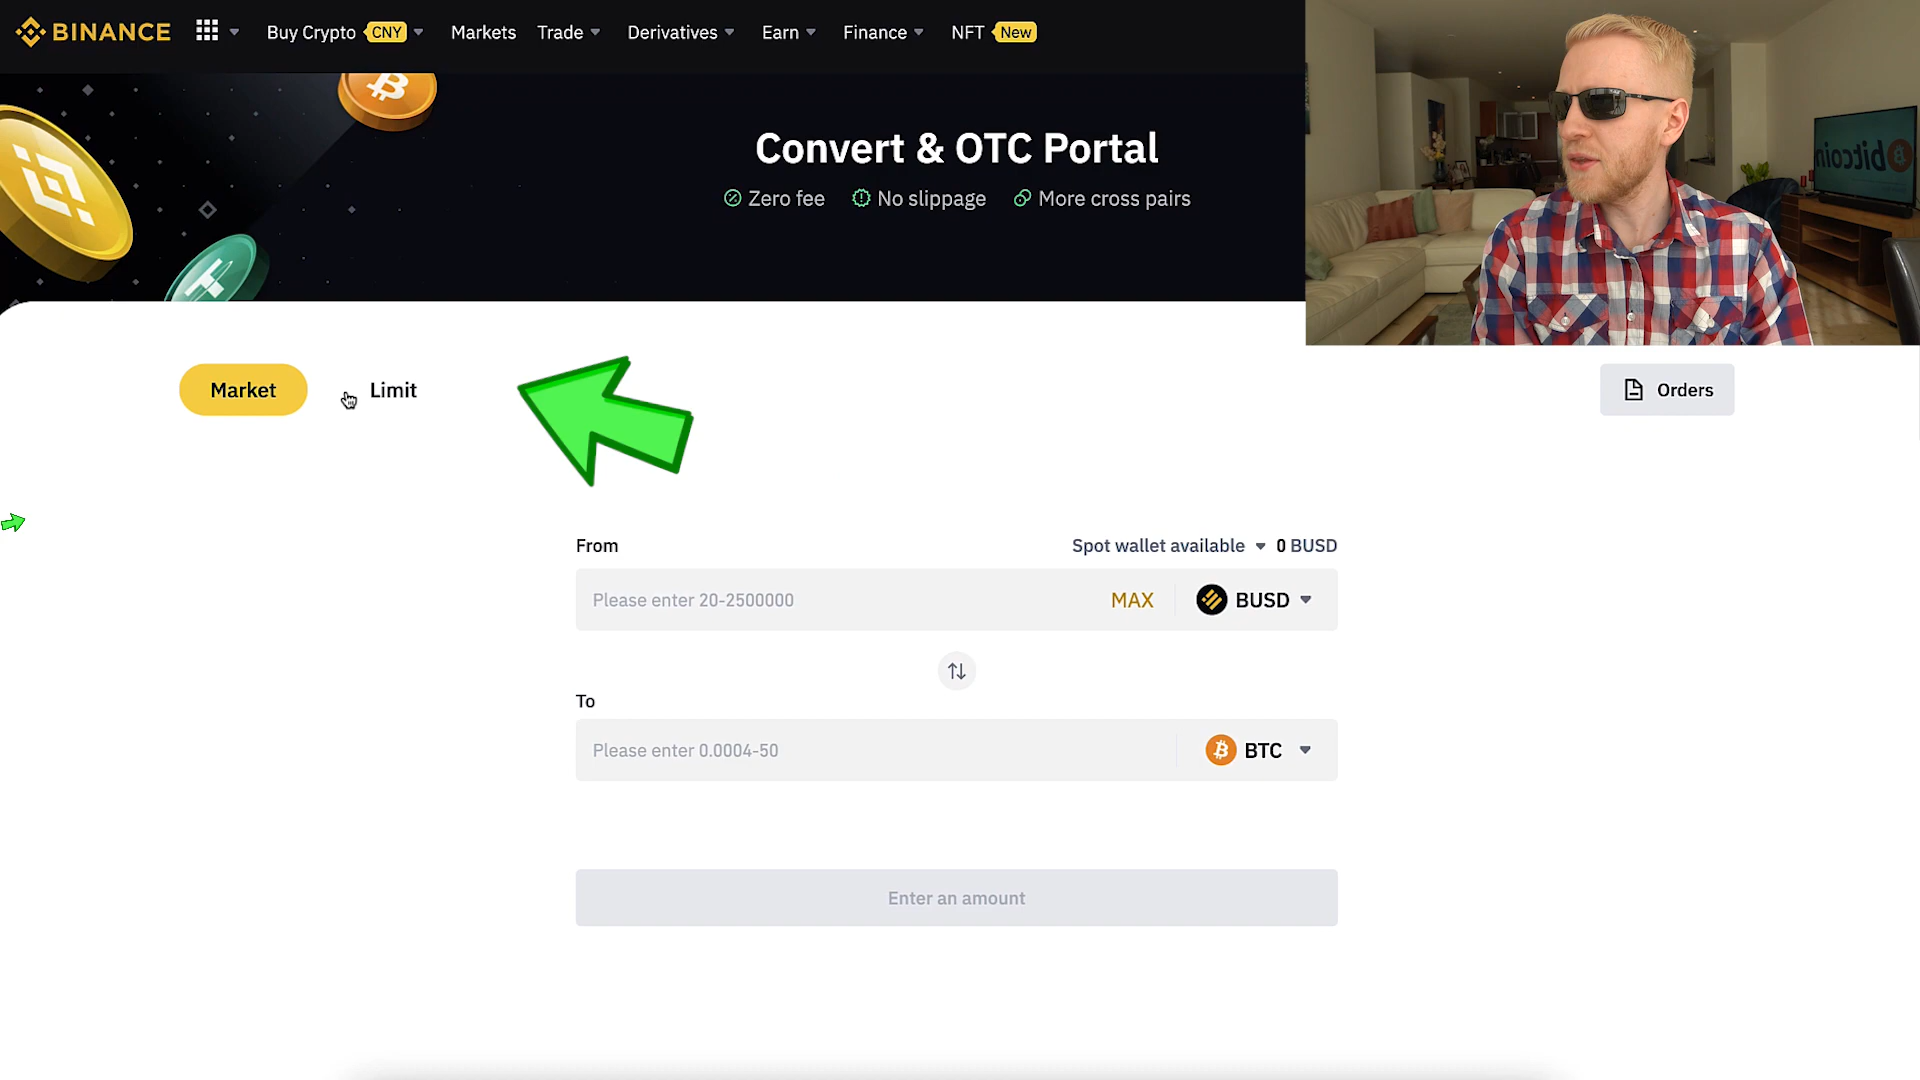 BINANCE Buy Crypto CNY Markets Trade Derivatives Earn Finance NFT New
Convert & OTC Portal
Zero fee No slippage More cross pairs
bitcoin
Market Limit Orders
From Spot wallet available 0 BUSD
Please enter 20-2500000 MAX BUSD
To
Please enter 0.0004-50 BTC
Enter an amount